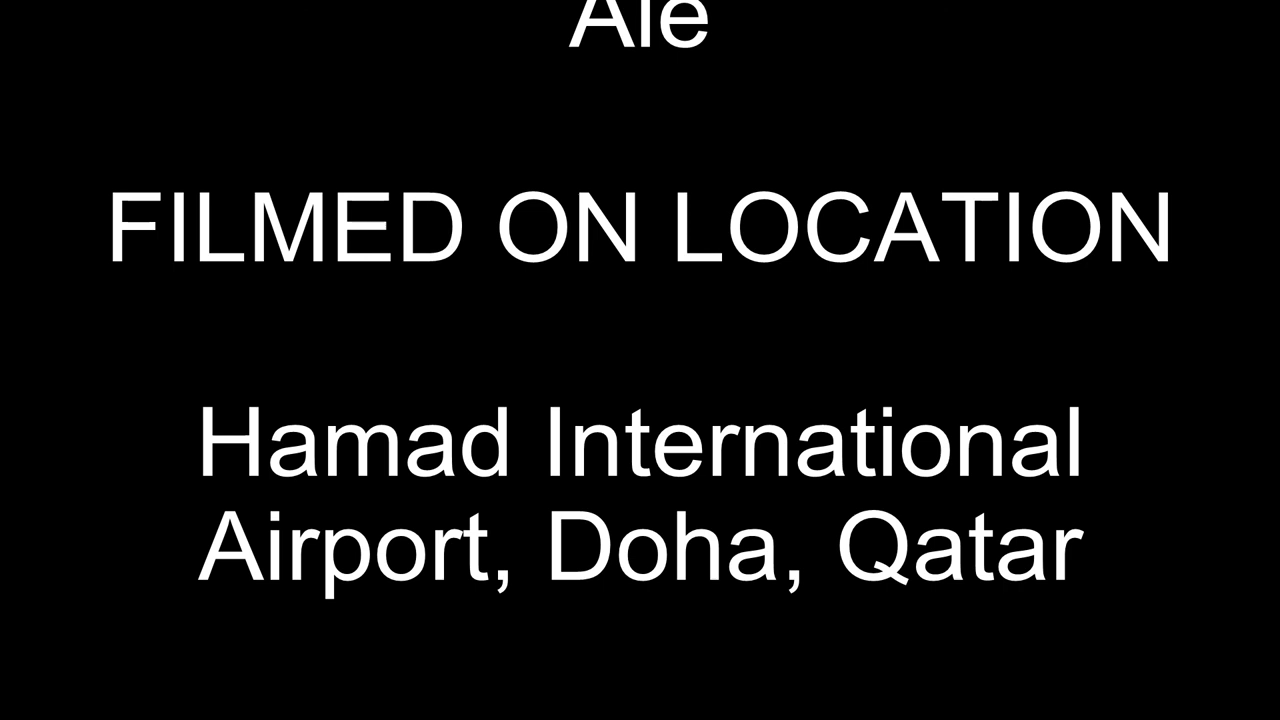 Ale
FILMED ON LOCATION
Hamad International
Airport, Doha, Qatar